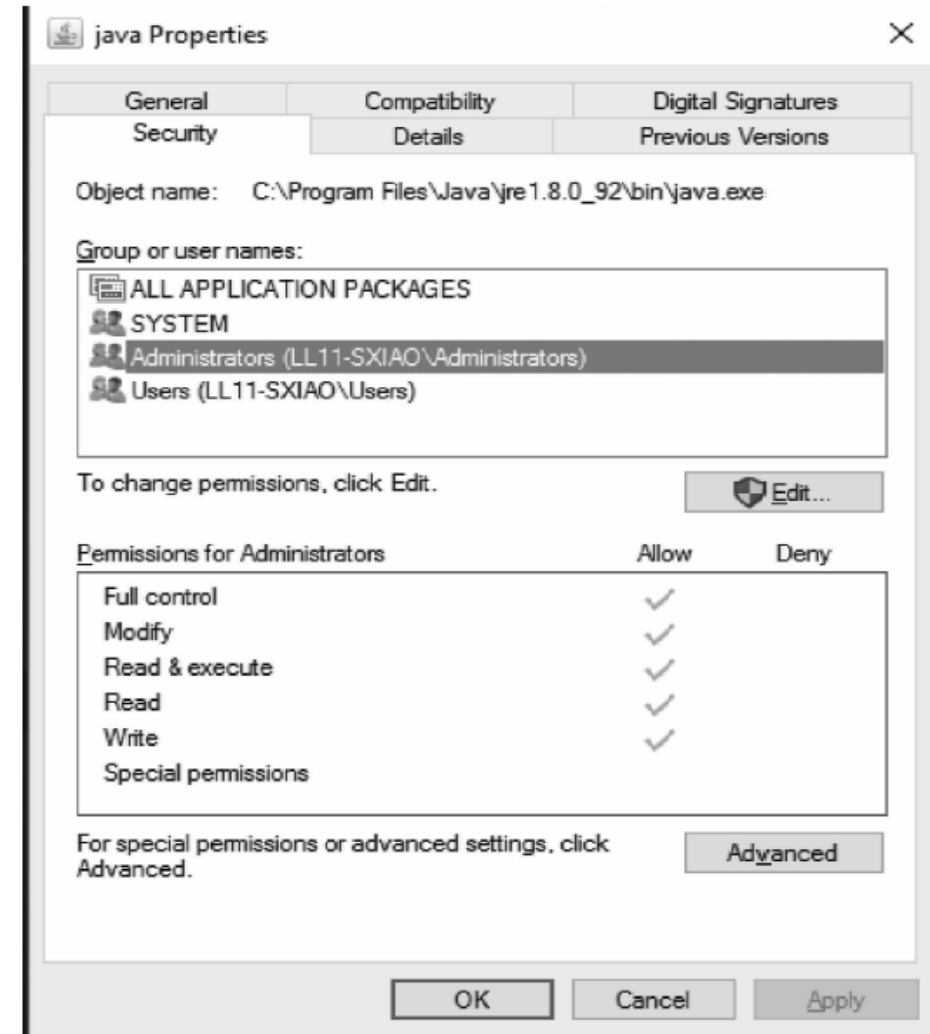 java Properties
General Compatibility Digital Signatures
Security Details Previous Versions
Object name: C:\Program Files\Java\jre1.8.0_92\bin\java.exe
Group or user names:
ALL APPLICATION PACKAGES
SYSTEM
Administrators (LL11-SXIAO\Administrators)
Users (LL11-SXIAO\Users)
To change permissions, click Edit.
Edit...
Permissions for Administrators Allow Deny
Full control
Modify
Read & execute
Read
Write
Special permissions
For special permissions or advanced settings, click
Advanced.
Advanced
OK Cancel Apply